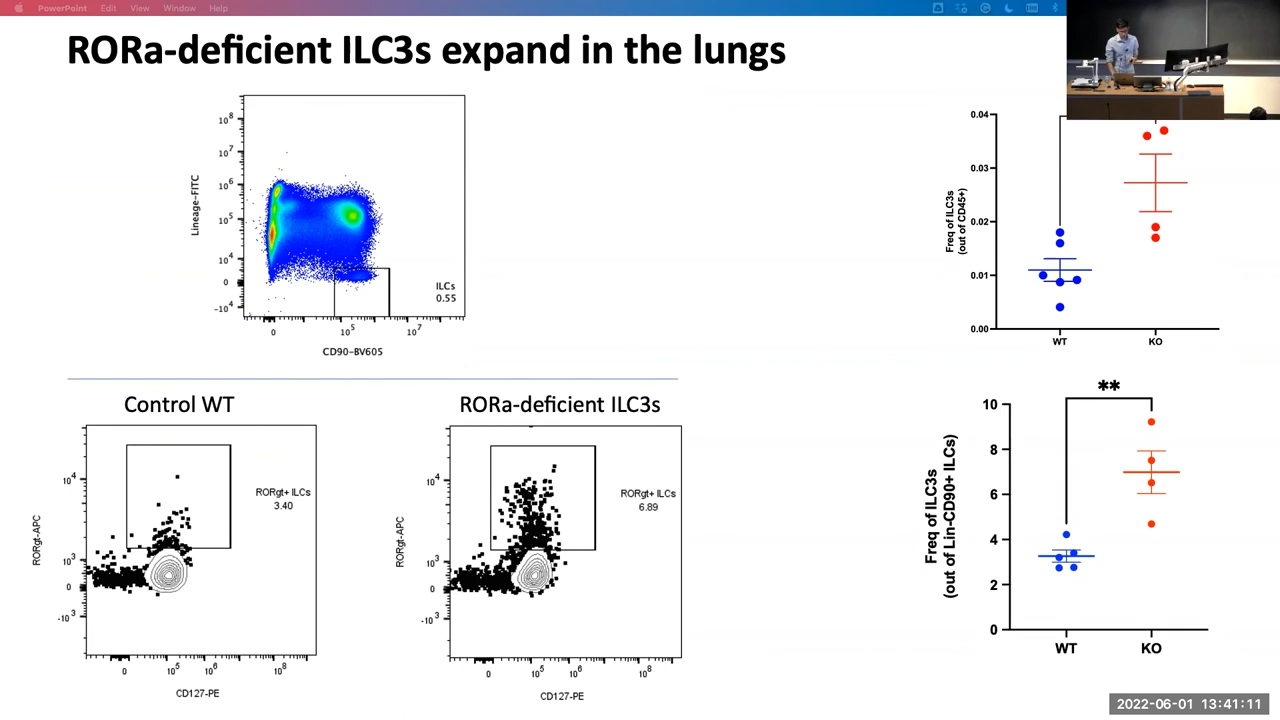 PowerPoint Edit View Window Help
RORa-deficient ILC3s expand in the lungs
10^8
10^7
10^6
10^5
10^4
0
-10^4
Lineage-FITC
ILCs
0.55
0 10^5 10^7
CD90-BV605
0.04
0.03
0.02
0.01
0.00
Freq of ILC3s
(out of CD45+)
WT KO
Control WT
10^4
10^3
0
-10^3
RORgt-APC
RORgt+ ILCs
3.40
0 10^5 10^6 10^8
CD127-PE
RORa-deficient ILC3s
10^4
10^3
0
-10^3
RORgt-APC
RORgt+ ILCs
6.89
0 10^5 10^6 10^8
CD127-PE
**
10
8
6
4
2
0
Freq of ILC3s
(out of Lin-CD90+ ILCs)
WT KO
2022-06-01 13:41:11